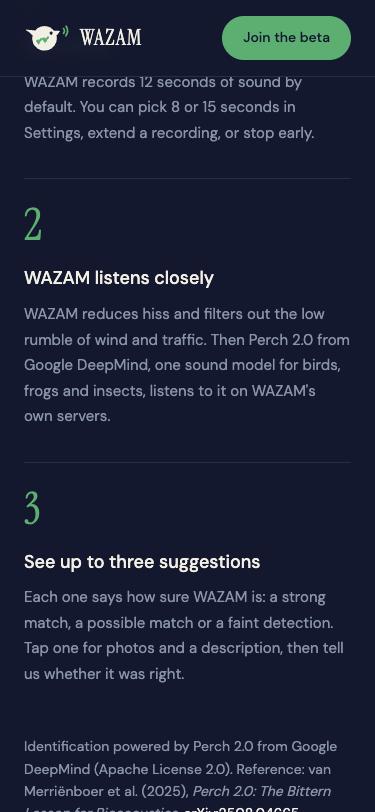 WAZAM
Join the beta
WAZAM records 12 seconds of sound by
default. You can pick 8 or 15 seconds in
Settings, extend a recording, or stop early.
2
WAZAM listens closely
WAZAM reduces hiss and filters out the low
rumble of wind and traffic. Then Perch 2.0 from
Google DeepMind, one sound model for birds,
frogs and insects, listens to it on WAZAM's
own servers.
3
See up to three suggestions
Each one says how sure WAZAM is: a strong
match, a possible match or a faint detection.
Tap one for photos and a description, then tell
us whether it was right.
Identification powered by Perch 2.0 from Google
DeepMind (Apache License 2.0). Reference: van
Merriënboer et al. (2025), Perch 2.0: The Bittern